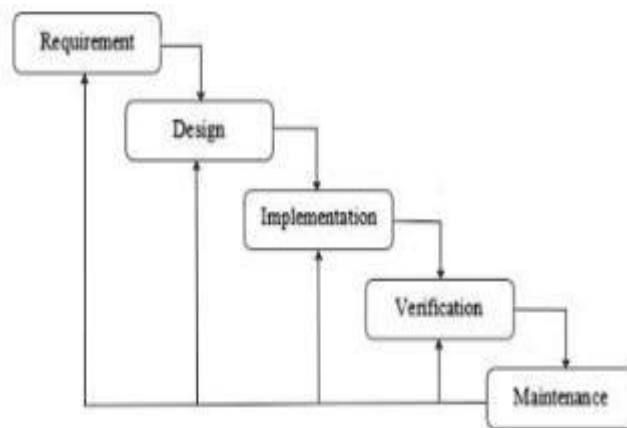 Requirement
Design
Implementation
Verification
Maintenance